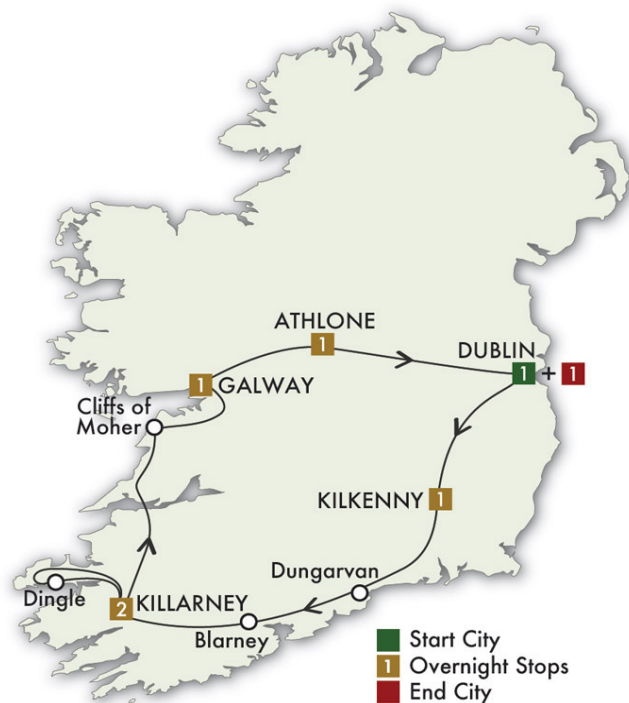 ATHLONE
1
DUBLIN
1 + 1
1 GALWAY
Cliffs of
Moher
KILKENNY 1
Dungarvan
Dingle
2 KILLARNEY
Blarney
Start City
1 Overnight Stops
End City